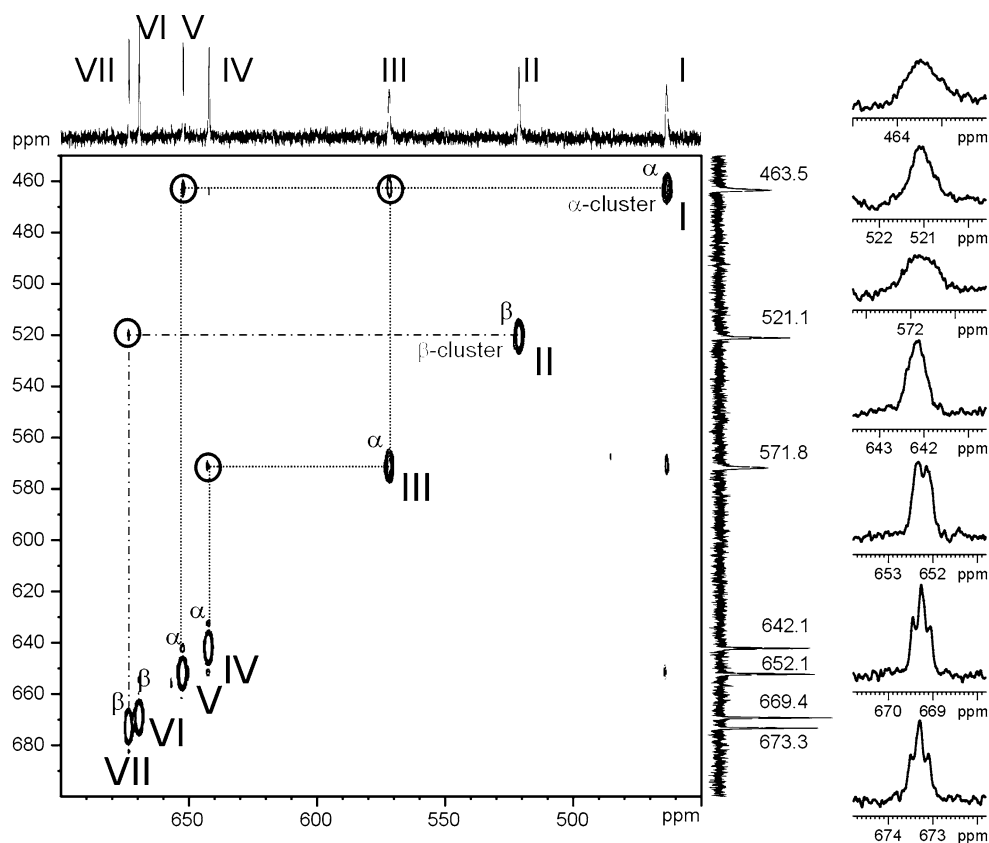 VI V
VII IV III II I
ppm
460
480
500
520
540
560
580
600
620
640
660
680
650 600 550 500 ppm
α
α-cluster
I
β
β-cluster
II
α
III
α
α IV
β V
β VI
VII
463.5
521.1
571.8
642.1
652.1
669.4
673.3
464 ppm
522 521 ppm
572 ppm
643 642 ppm
653 652 ppm
670 669 ppm
674 673 ppm